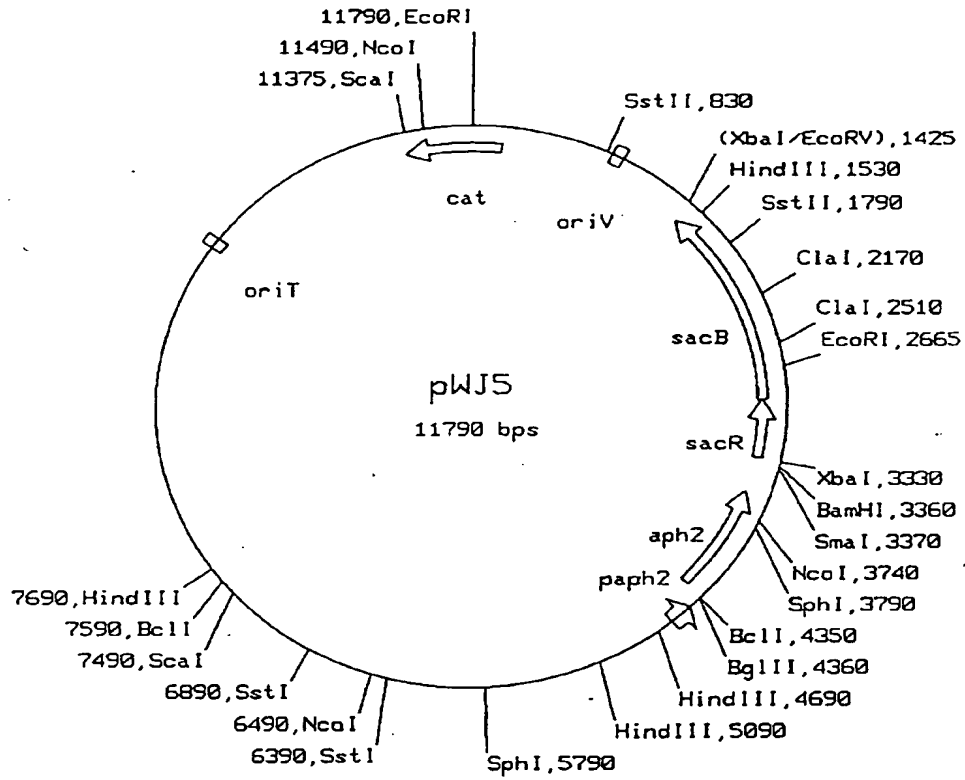 11790,EcoRI
11490,NcoI
11375,ScaI
SstII,830
(XbaI/EcoRV),1425
HindIII,1530
SstII,1790
cat
oriV
oriT
ClaI,2170
ClaI,2510
EcoRI,2665
sacB
pWJ5
11790 bps
sacR
XbaI,3330
BamHI,3360
SmaI,3370
aph2
NcoI,3740
paph2
SphI,3790
7690,HindIII
7590,BclI
BclI,4350
7490,ScaI
BglII,4360
6890,SstI
HindIII,4690
6490,NcoI
HindIII,5090
6390,SstI
SphI,5790